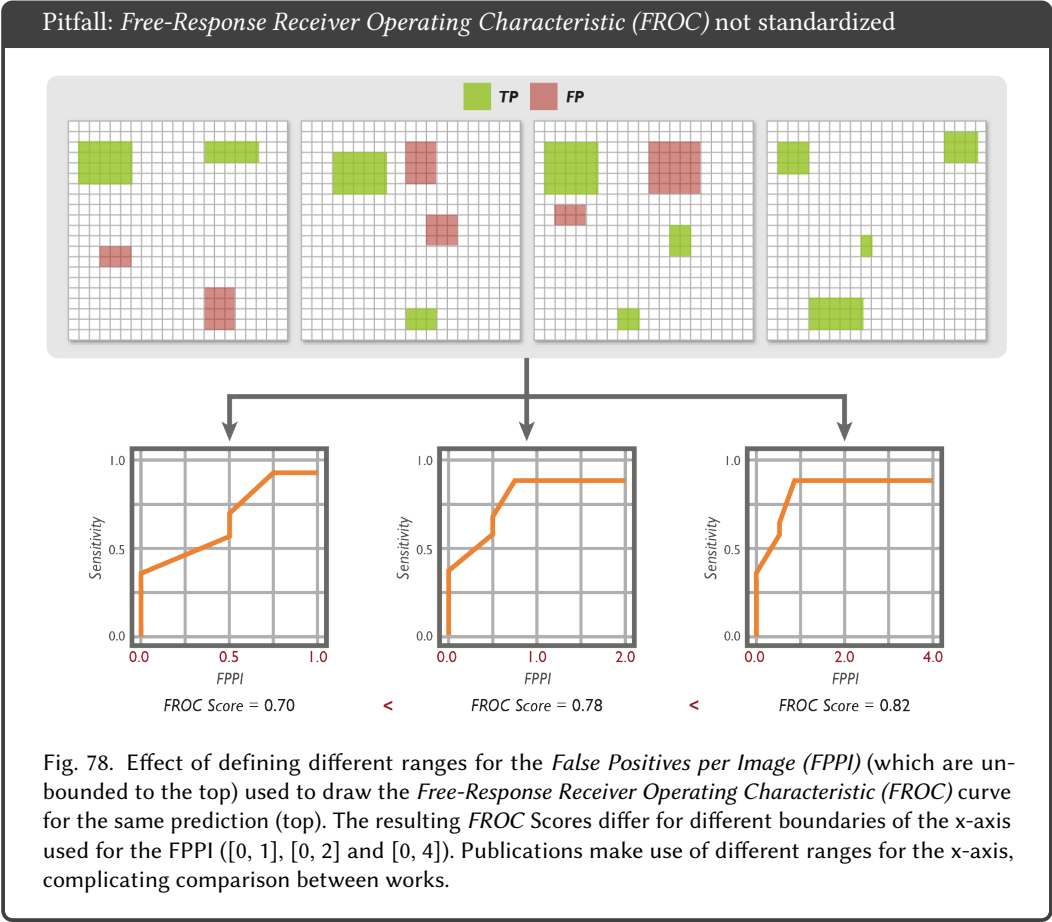 Pitfall: Free-Response Receiver Operating Characteristic (FROC) not standardized
TP FP
1.0 1.0 1.0
Sensitivity Sensitivity Sensitivity
0.5 0.5 0.5
0.0 0.0 0.0
0.0 0.5 1.0 0.0 1.0 2.0 0.0 2.0 4.0
FPPI FPPI FPPI
FROC Score = 0.70 < FROC Score = 0.78 < FROC Score = 0.82
Fig. 78. Effect of defining different ranges for the False Positives per Image (FPPI) (which are un-
bounded to the top) used to draw the Free-Response Receiver Operating Characteristic (FROC) curve
for the same prediction (top). The resulting FROC Scores differ for different boundaries of the x-axis
used for the FPPI ([0, 1], [0, 2] and [0, 4]). Publications make use of different ranges for the x-axis,
complicating comparison between works.